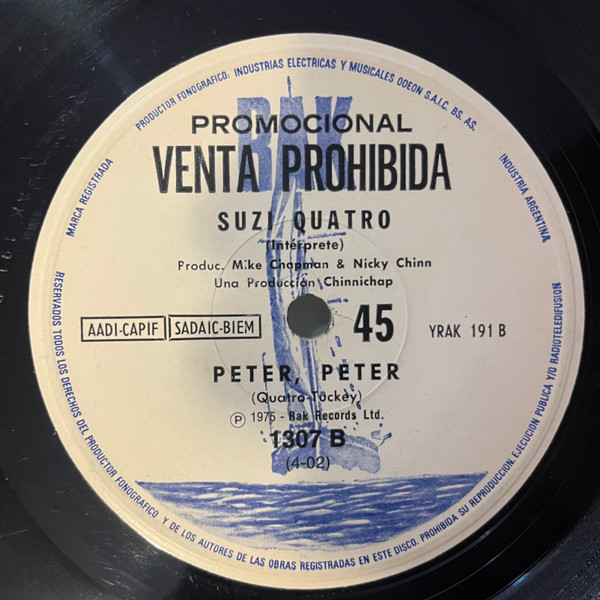 PRODUCTOR FONOGRAFICO: INDUSTRIAS ELECTRICAS Y MUSICALES ODEON S.A.I.C. BS. AS.
MARCA REGISTRADA
INDUSTRIA ARGENTINA
RAK
PROMOCIONAL
VENTA PROHIBIDA
SUZI QUATRO
(Intérprete)
Produc. Mike Chapman & Nicky Chinn
Una Producción Chinnichap
AADI-CAPIF SADAIC-BIEM
45
YRAK 191 B
PETER, PETER
(Quatro-Tuckey)
Ⓟ 1975 - Rak Records Ltd.
1307 B
(4-02)
RESERVADOS TODOS LOS DERECHOS DEL PRODUCTOR FONOGRAFICO Y DE LOS AUTORES DE LAS OBRAS REGISTRADAS EN ESTE DISCO. PROHIBIDA SU REPRODUCCION, EJECUCION PUBLICA Y/O RADIOTELEDIFUSION